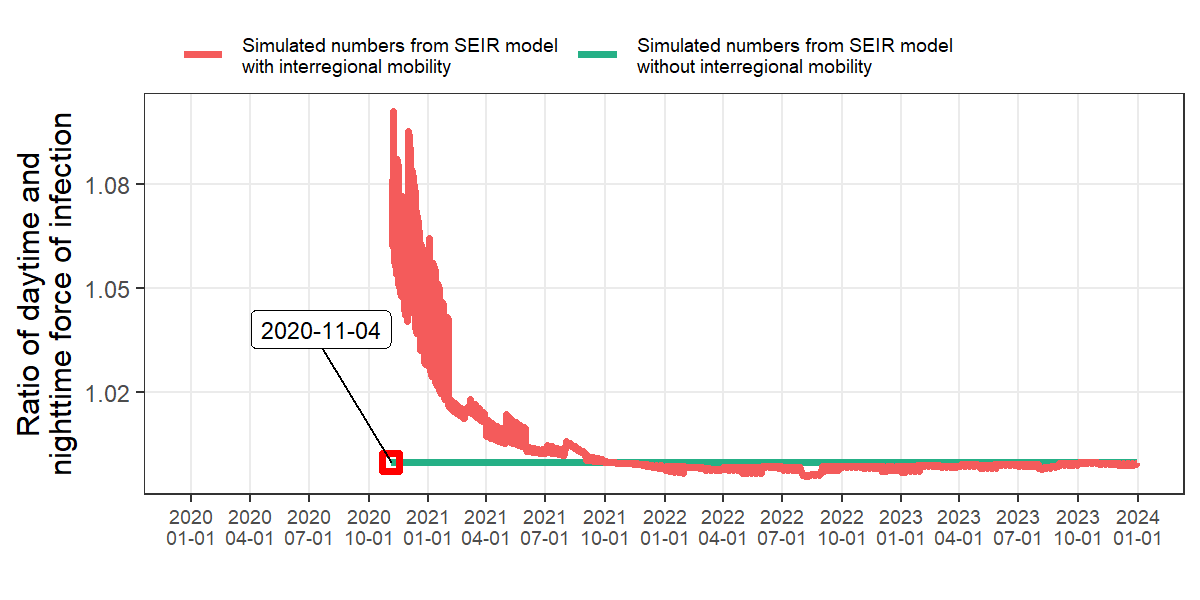 Simulated numbers from SEIR model
with interregional mobility
Simulated numbers from SEIR model
without interregional mobility
Ratio of daytime and
nighttime force of infection
1.08
1.05
1.02
2020-11-04
2020 2020 2020 2020 2021 2021 2021 2021 2022 2022 2022 2022 2023 2023 2023 2023 2024
01-01 04-01 07-01 10-01 01-01 04-01 07-01 10-01 01-01 04-01 07-01 10-01 01-01 04-01 07-01 10-01 01-01